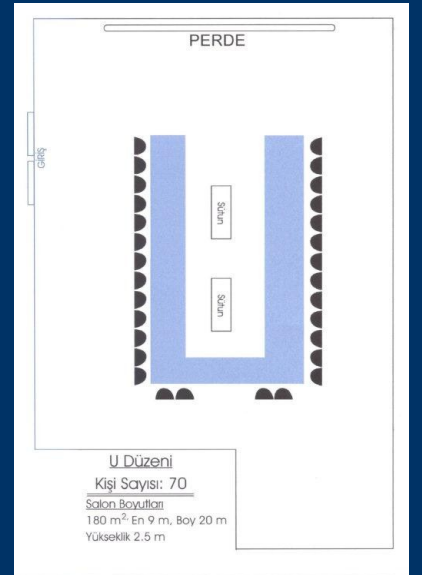 PERDE
GİRİŞ
Sütun
Sütun
U Düzeni
Kişi Sayısı: 70
Salon Boyutları
180 m2. En 9 m, Boy 20 m
Yükseklik 2.5 m